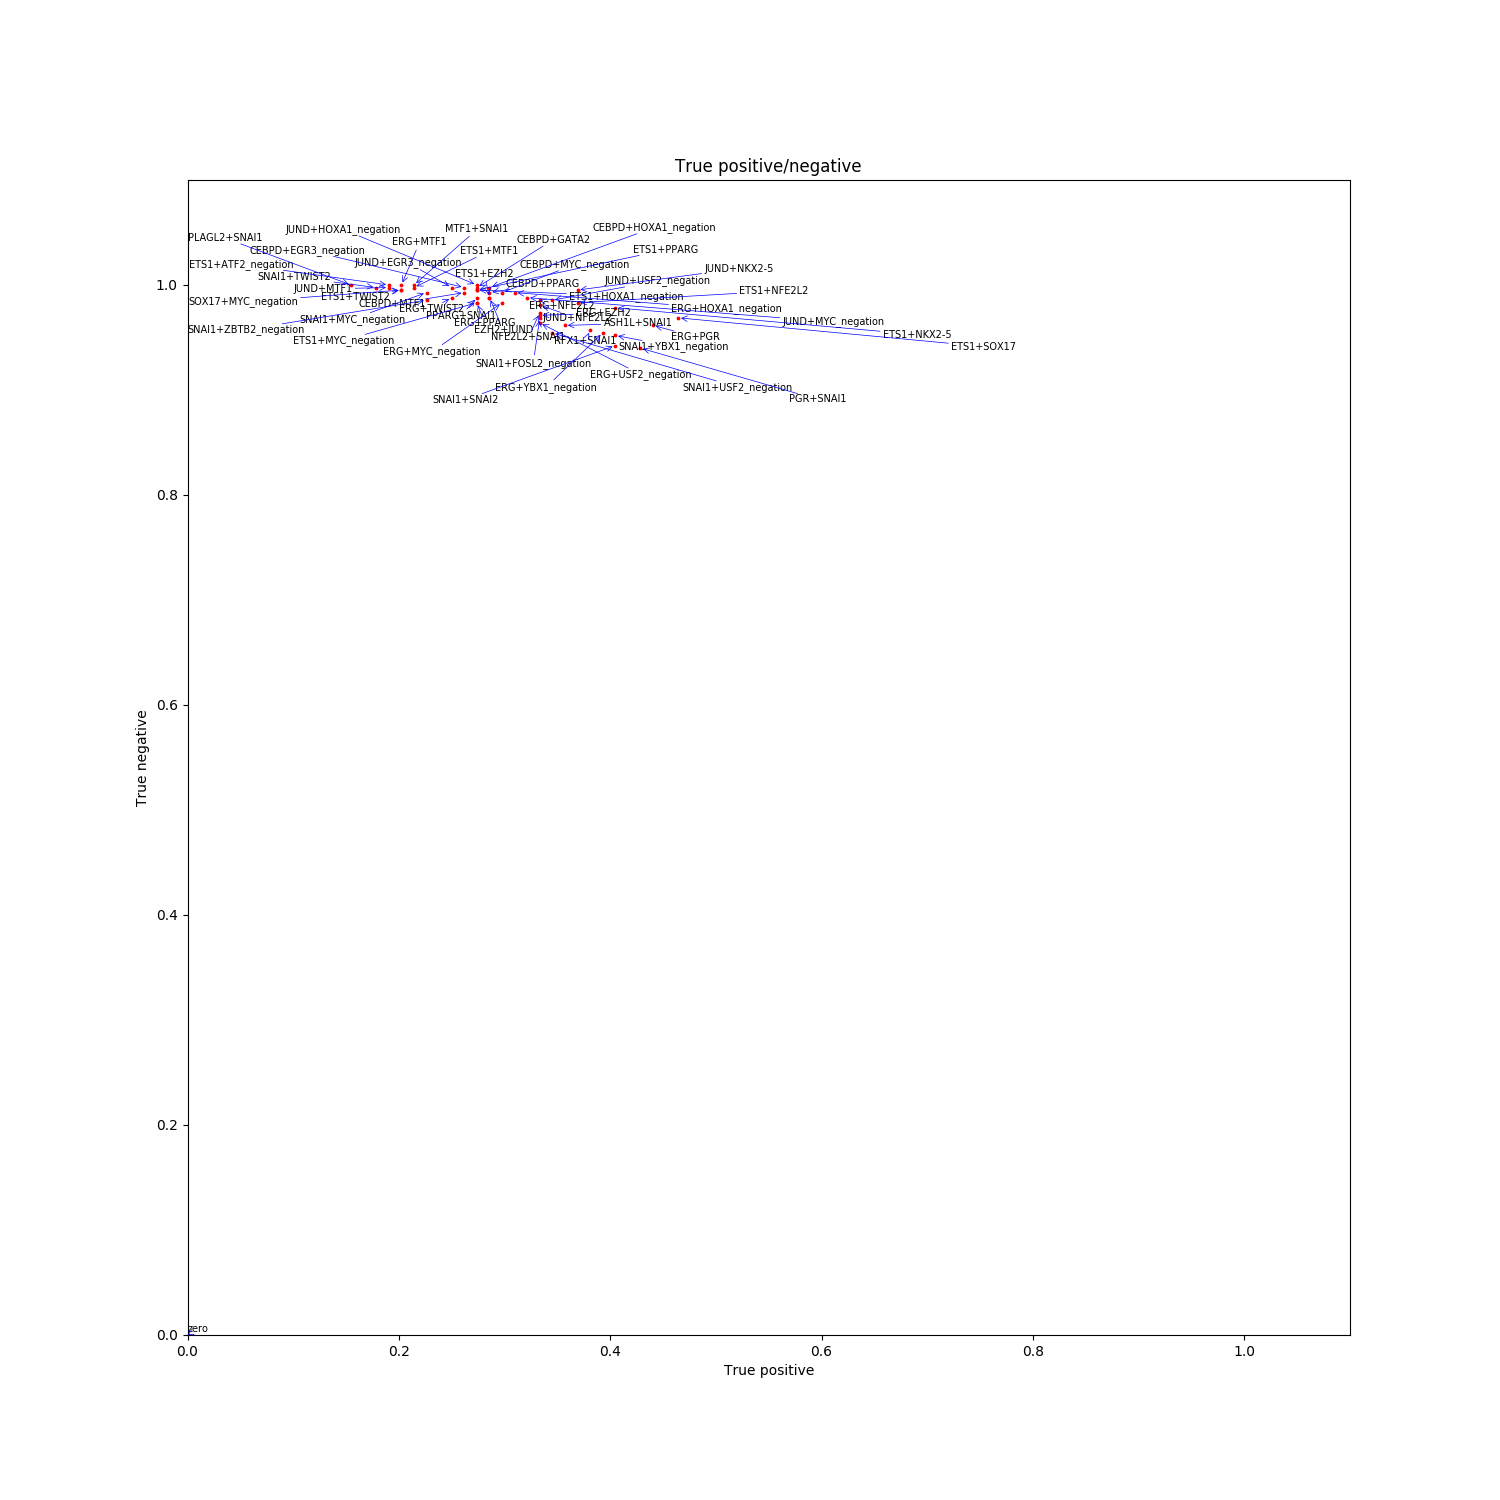 True positive/negative
CEBPD+HOXA1_negation
JUND+HOXA1_negation
MTF1+SNAI1
PLAGL2+SNAI1
ERG+MTF1
CEBPD+GATA2
CEBPD+EGR3_negation
ETS1+MTF1
ETS1+PPARG
ETS1+ATF2_negation
JUND+EGR3_negation
CEBPD+MYC_negation
JUND+NKX2-5
SNAI1+TWIST2
ETS1+EZH2
CEBPD+PPARG
JUND+USF2_negation
JUND+MTF1
ETS1+NFE2L2
ETS1+TWIST2
ETS1+HOXA1_negation
SOX17+MYC_negation
CEBPD+MTF1
ERG+TWIST2
ERG+NFE2L2
ERG+HOXA1_negation
ERG+EZH2
PPARG+SNAI1
JUND+NFE2L2
SNAI1+MYC_negation
ERG+PPARG
ASH1L+SNAI1
JUND+MYC_negation
SNAI1+ZBTB2_negation
EZH2+JUND
ETS1+NKX2-5
NFE2L2+SNAI1
ERG+PGR
ETS1+MYC_negation
RFX1+SNAI1
SNAI1+YBX1_negation
ETS1+SOX17
ERG+MYC_negation
SNAI1+FOSL2_negation
ERG+USF2_negation
ERG+YBX1_negation
SNAI1+USF2_negation
SNAI1+SNAI2
PGR+SNAI1
zero
1.0
0.8
0.6
0.4
0.2
0.0
True negative
0.0
0.2
0.4
0.6
0.8
1.0
True positive